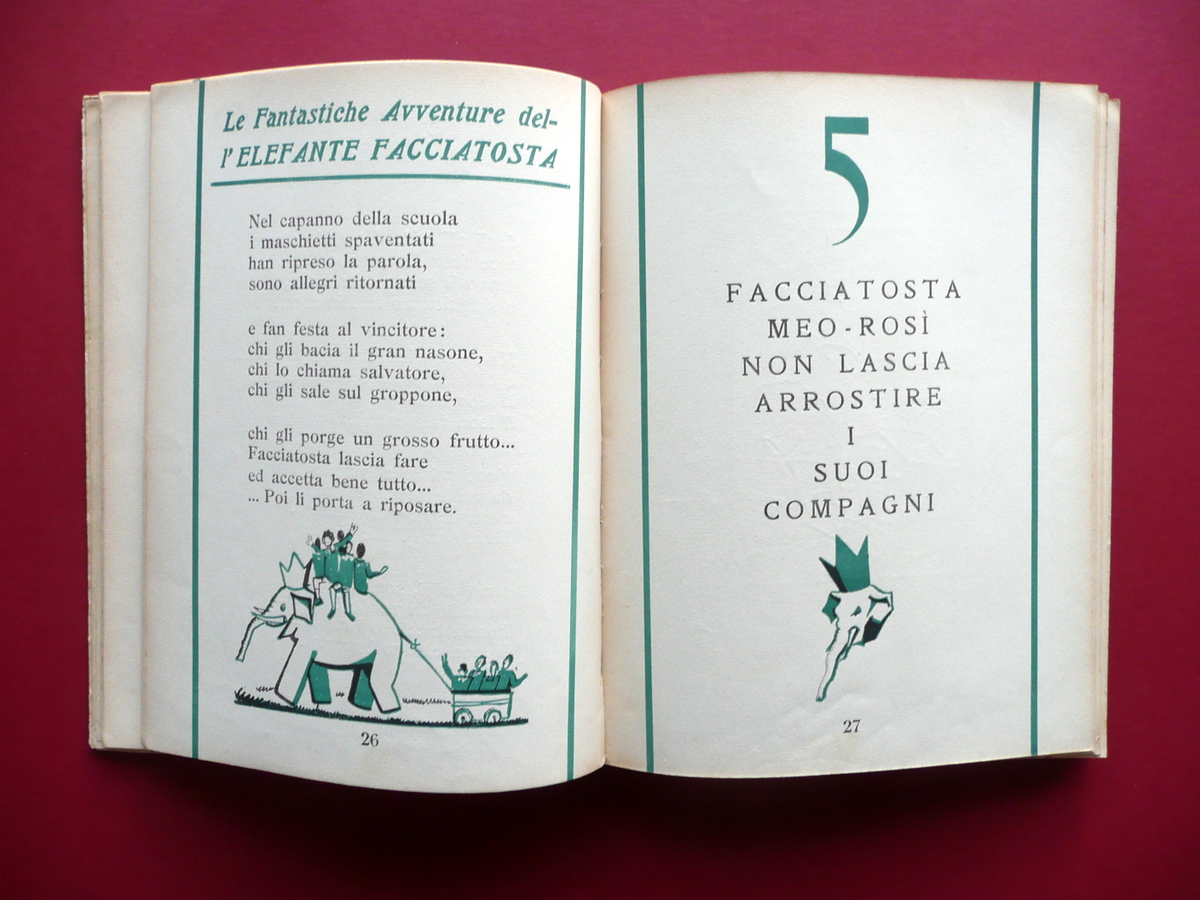 Le Fantastiche Avventure del-
l'ELEFANTE FACCIATOSTA
Nel capanno della scuola
i maschietti spaventati
han ripreso la parola,
sono allegri ritornati
e fan festa al vincitore:
chi gli bacia il gran nasone,
chi lo chiama salvatore,
chi gli sale sul groppone,
chi gli porge un grosso frutto...
Facciatosta lascia fare
ed accetta bene tutto...
... Poi li porta a riposare.
26
5
FACCIATOSTA
MEO-ROSÌ
NON LASCIA
ARROSTIRE
I
SUOI
COMPAGNI
27